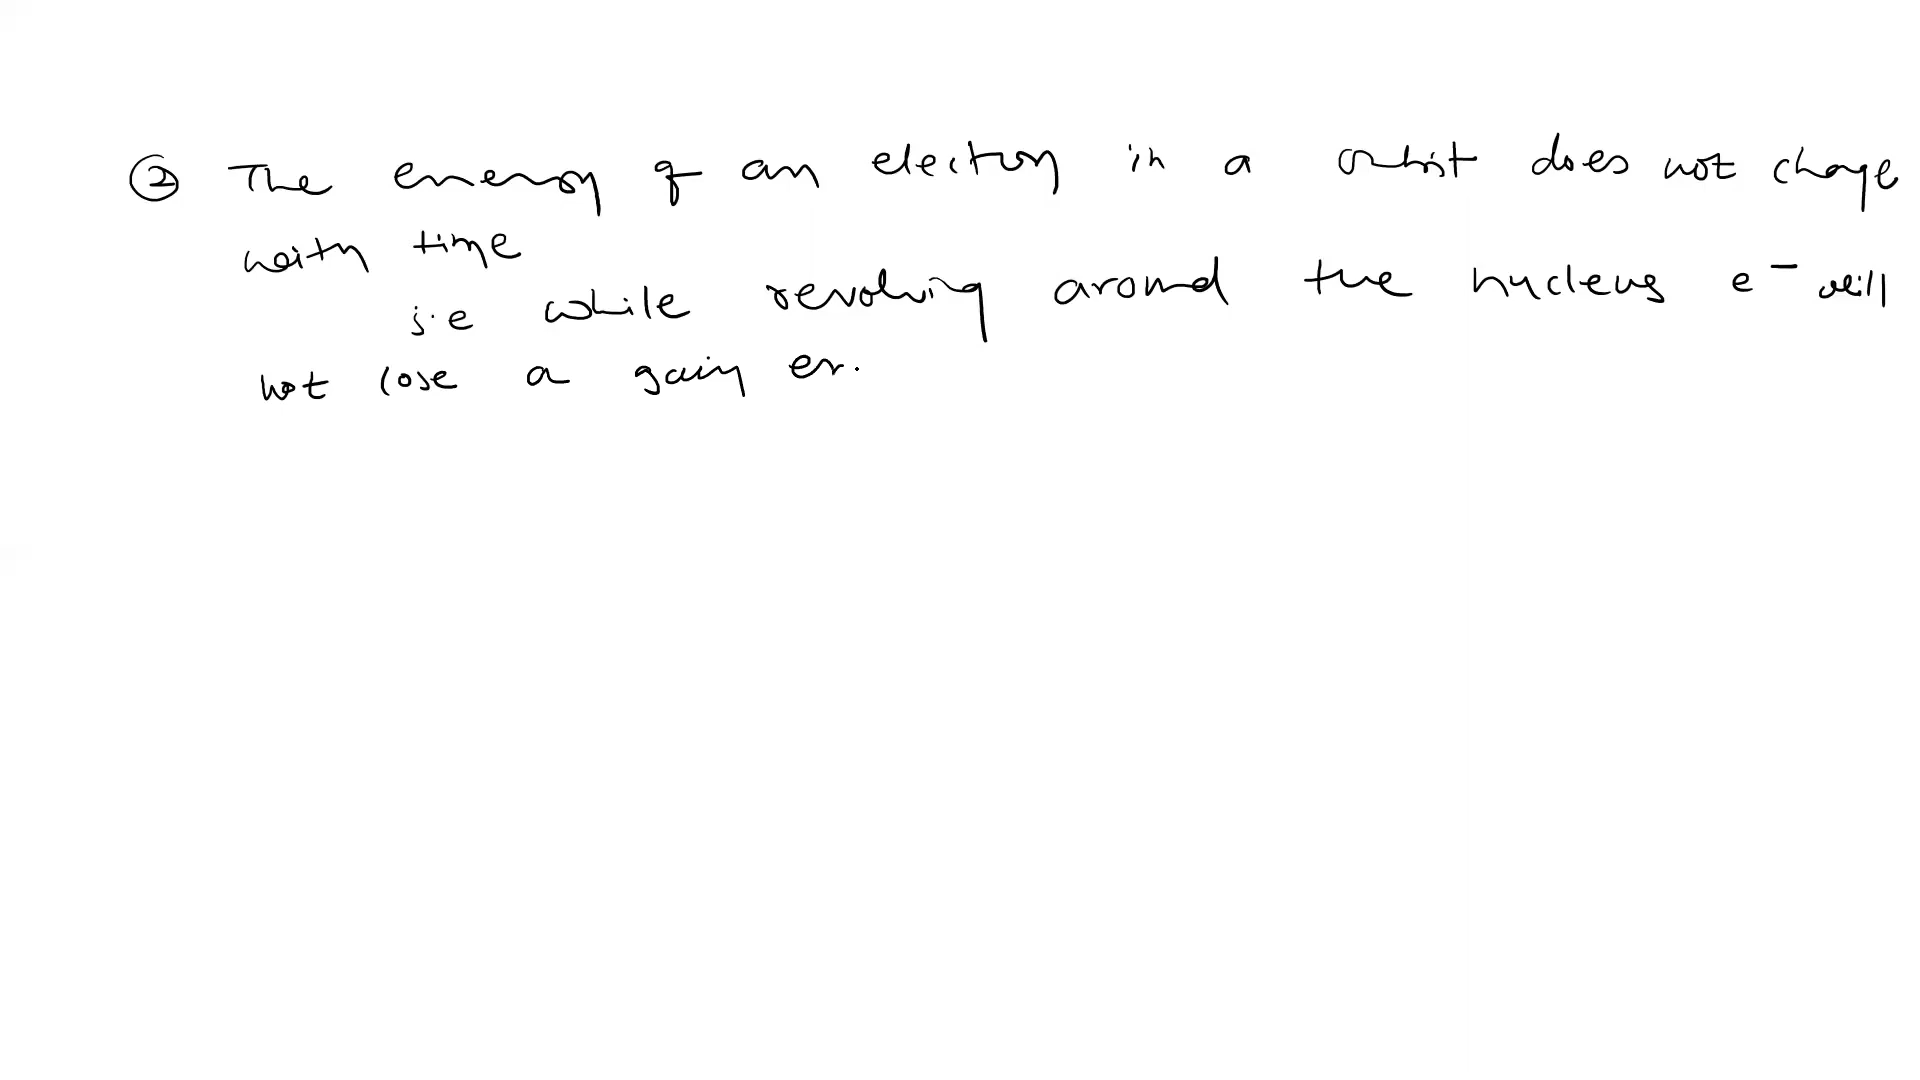 ② The energy of an electron in a orbit does not change
with time
i.e while revolving around the nucleus e⁻ will
not lose or gain en.